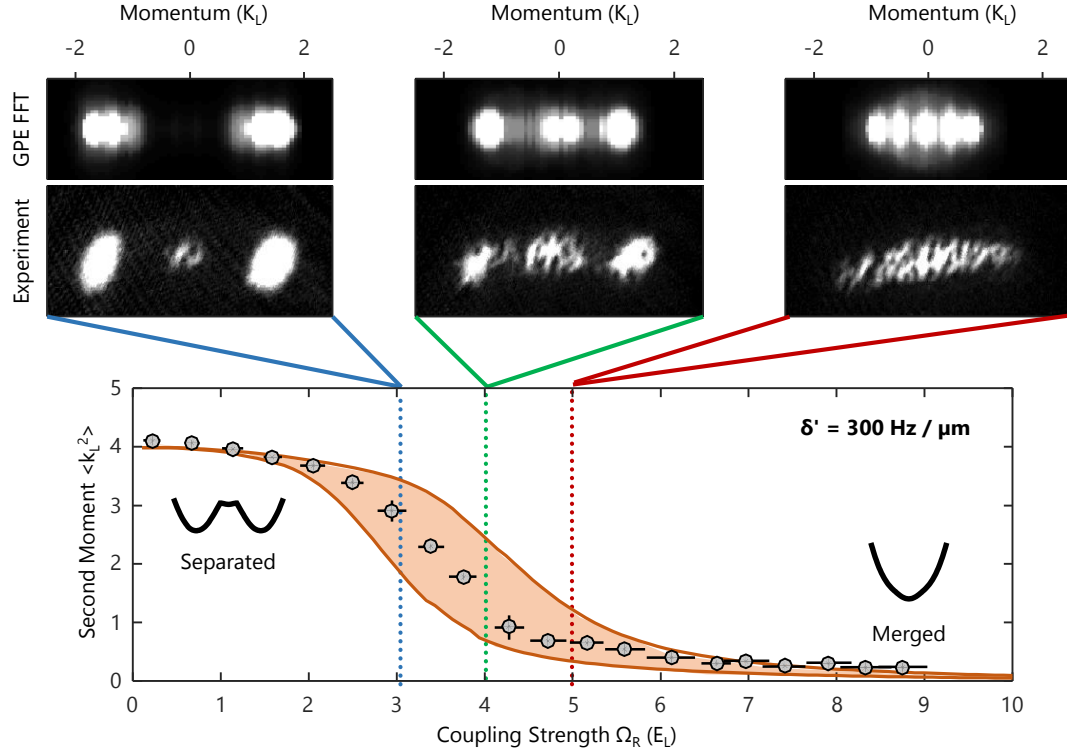 Momentum (K_L) Momentum (K_L) Momentum (K_L)
-2 0 2 -2 0 2 -2 0 2
GPE FFT
Experiment
5
4
3
2
1
0
Second Moment <k_L²>
δ' = 300 Hz / µm
Separated
Merged
0 1 2 3 4 5 6 7 8 9 10
Coupling Strength Ω_R (E_L)